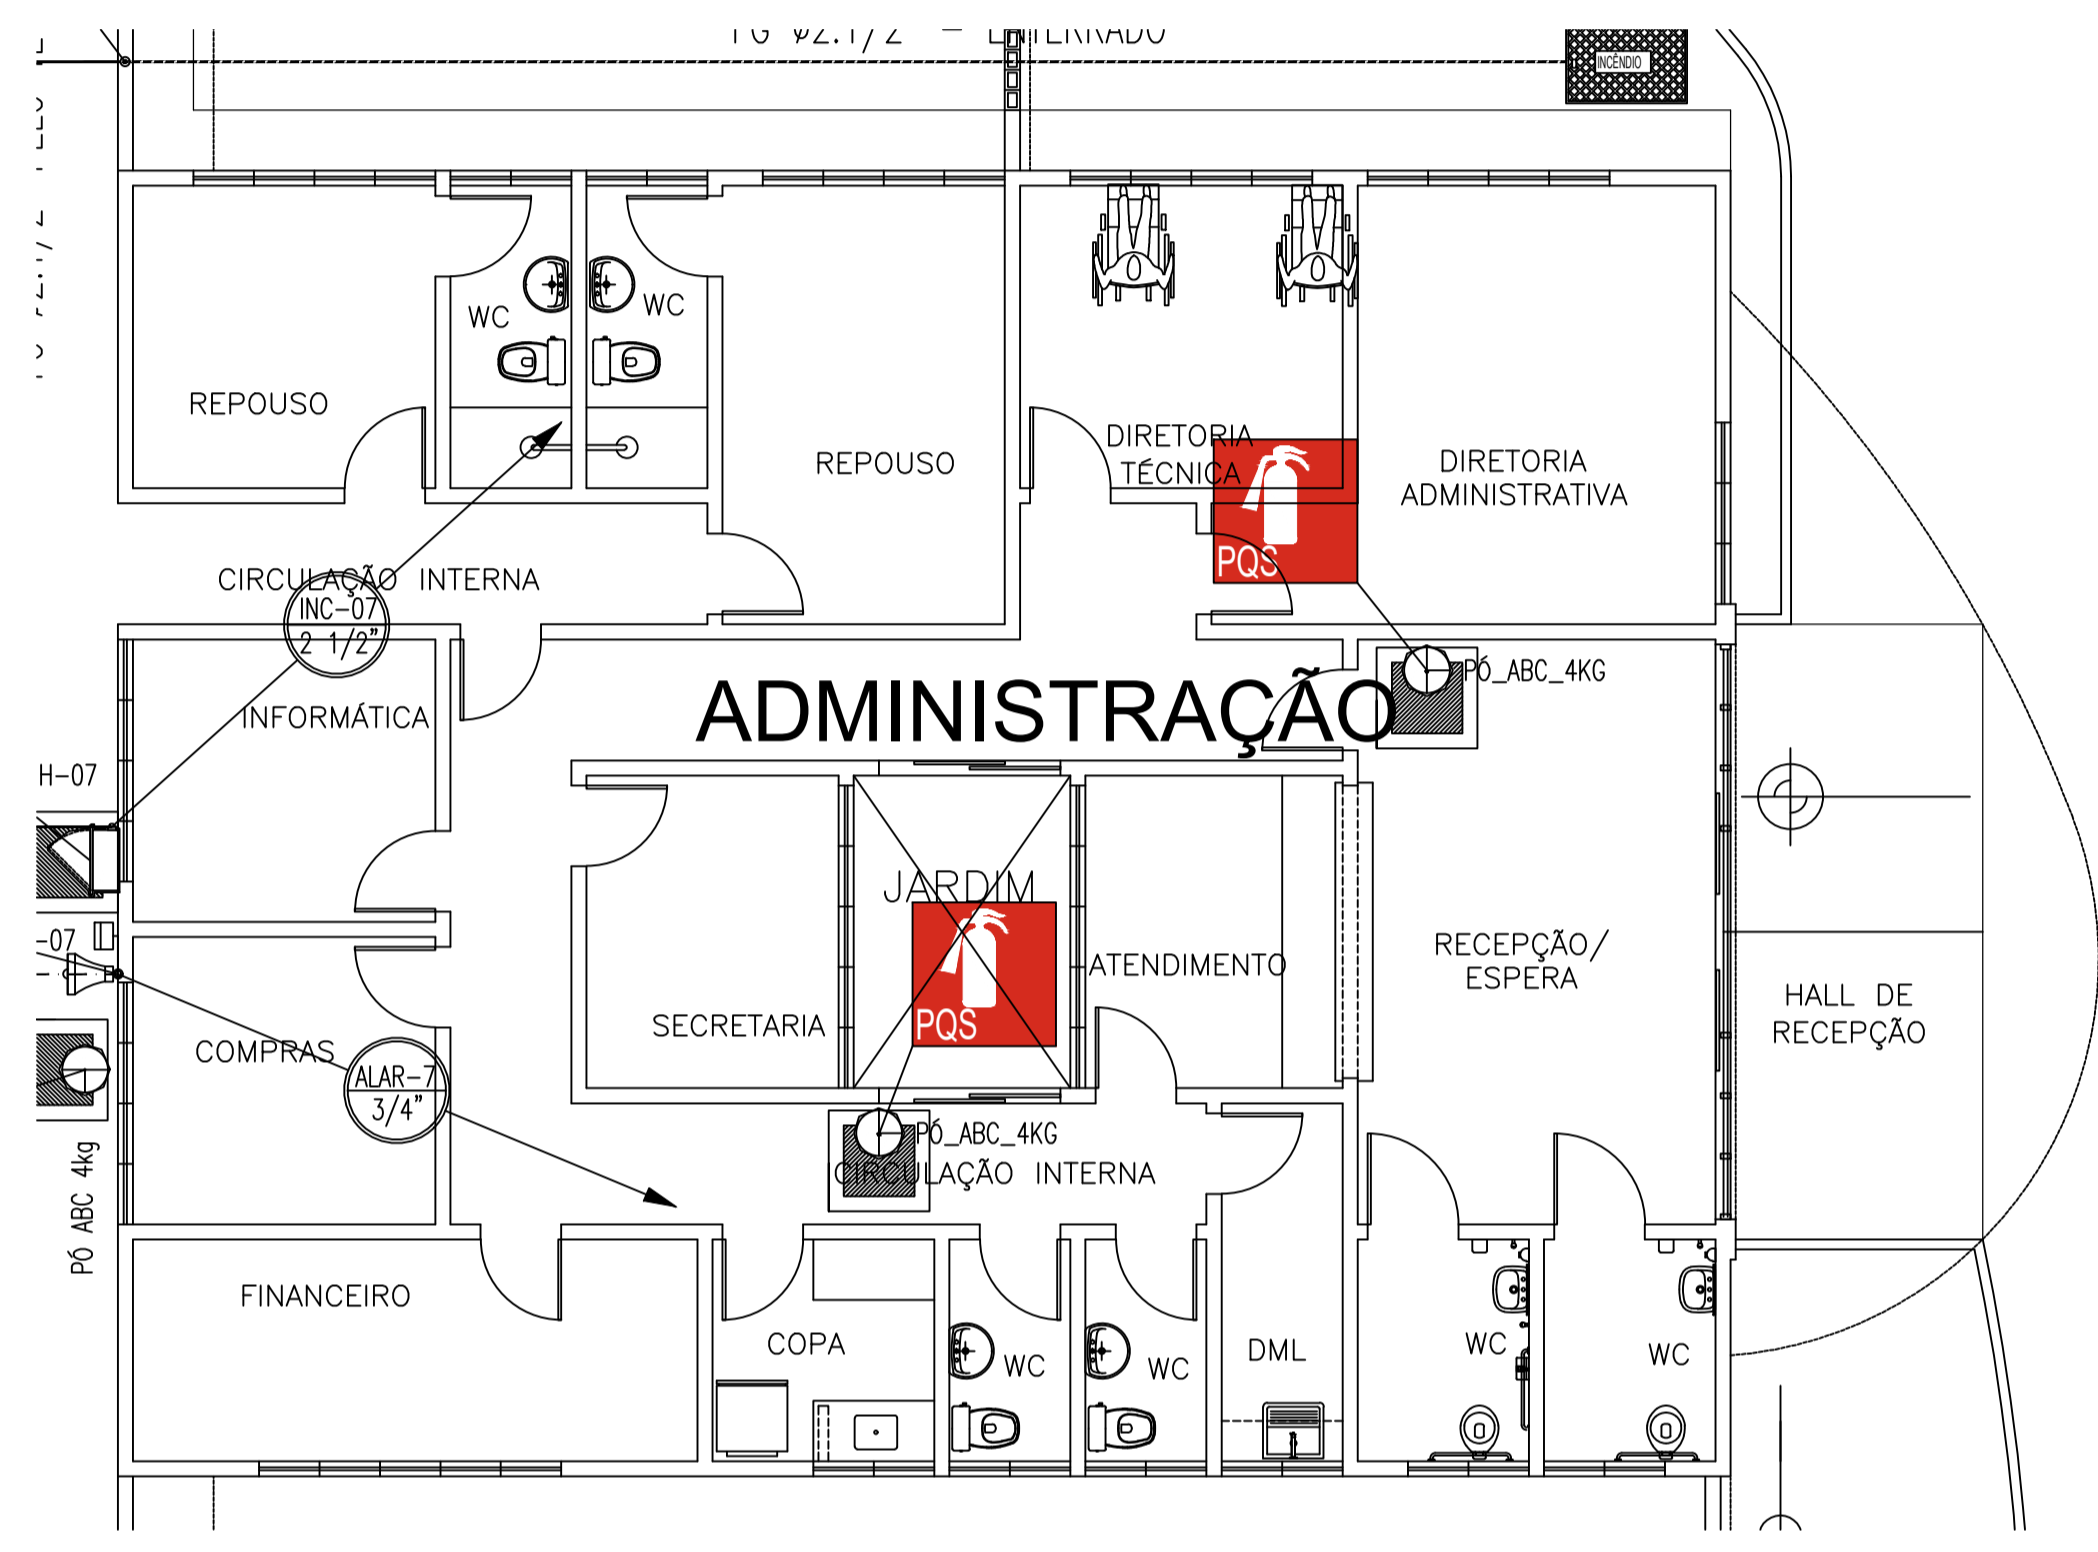 INCÊNDIO
WC
WC
REPOUSO
REPOUSO
DIRETORIA
TÉCNICA
DIRETORIA
ADMINISTRATIVA
PQS
CIRCULAÇÃO INTERNA
INC-07
2 1/2"
PÓ_ABC_4KG
ADMINISTRAÇÃO
INFORMÁTICA
H-07
JARDIM
-07
PQS
ATENDIMENTO
RECEPÇÃO/
ESPERA
HALL DE
RECEPÇÃO
SECRETARIA
COMPRAS
ALAR-7
3/4"
PÓ_ABC_4KG
CIRCULAÇÃO INTERNA
PÓ ABC 4kg
FINANCEIRO
COPA
WC
WC
DML
WC
WC